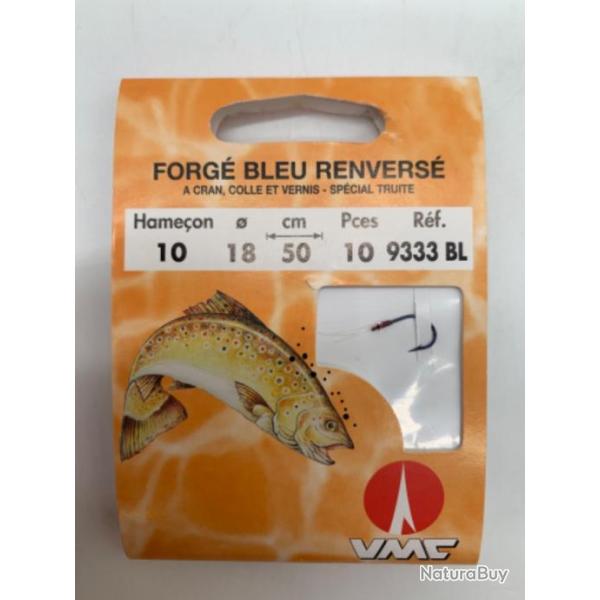 FORGÉ BLEU RENVERSÉ
A CRAN, COLLE ET VERNIS - SPÉCIAL TRUITE
Hameçon ø cm Pces Réf.
10 18 50 10 9333 BL
VMC
NaturaBuy